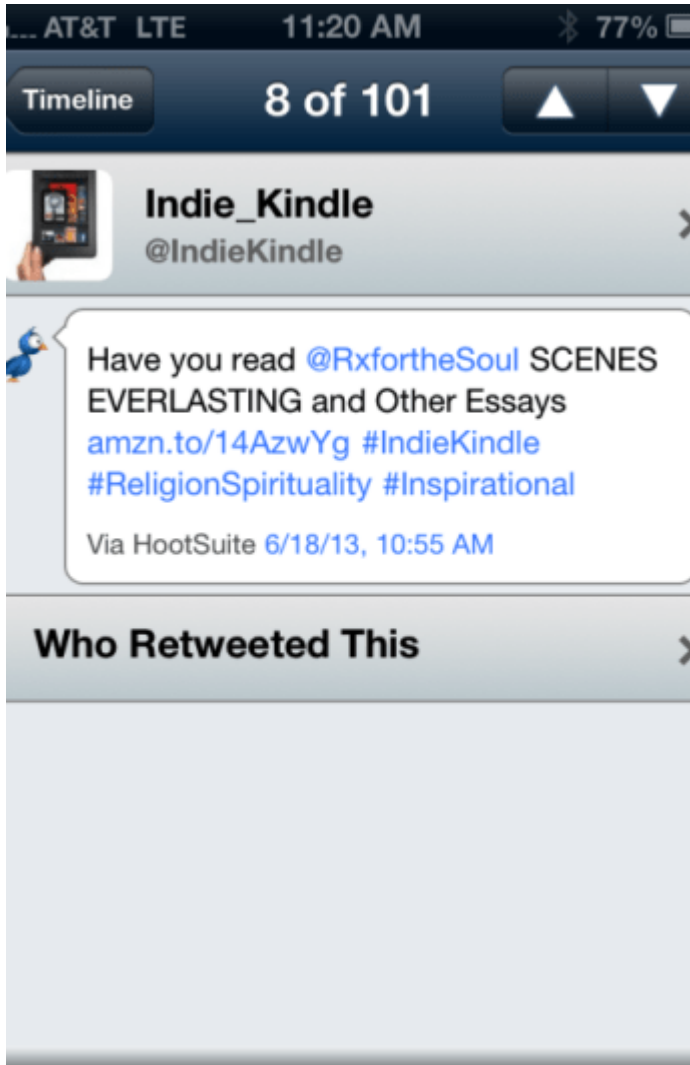 AT&T LTE 11:20 AM 77%
Timeline 8 of 101
Indie_Kindle
@IndieKindle
Have you read @RxfortheSoul SCENES
EVERLASTING and Other Essays
amzn.to/14AzwYg #IndieKindle
#ReligionSpirituality #Inspirational
Via HootSuite 6/18/13, 10:55 AM
Who Retweeted This